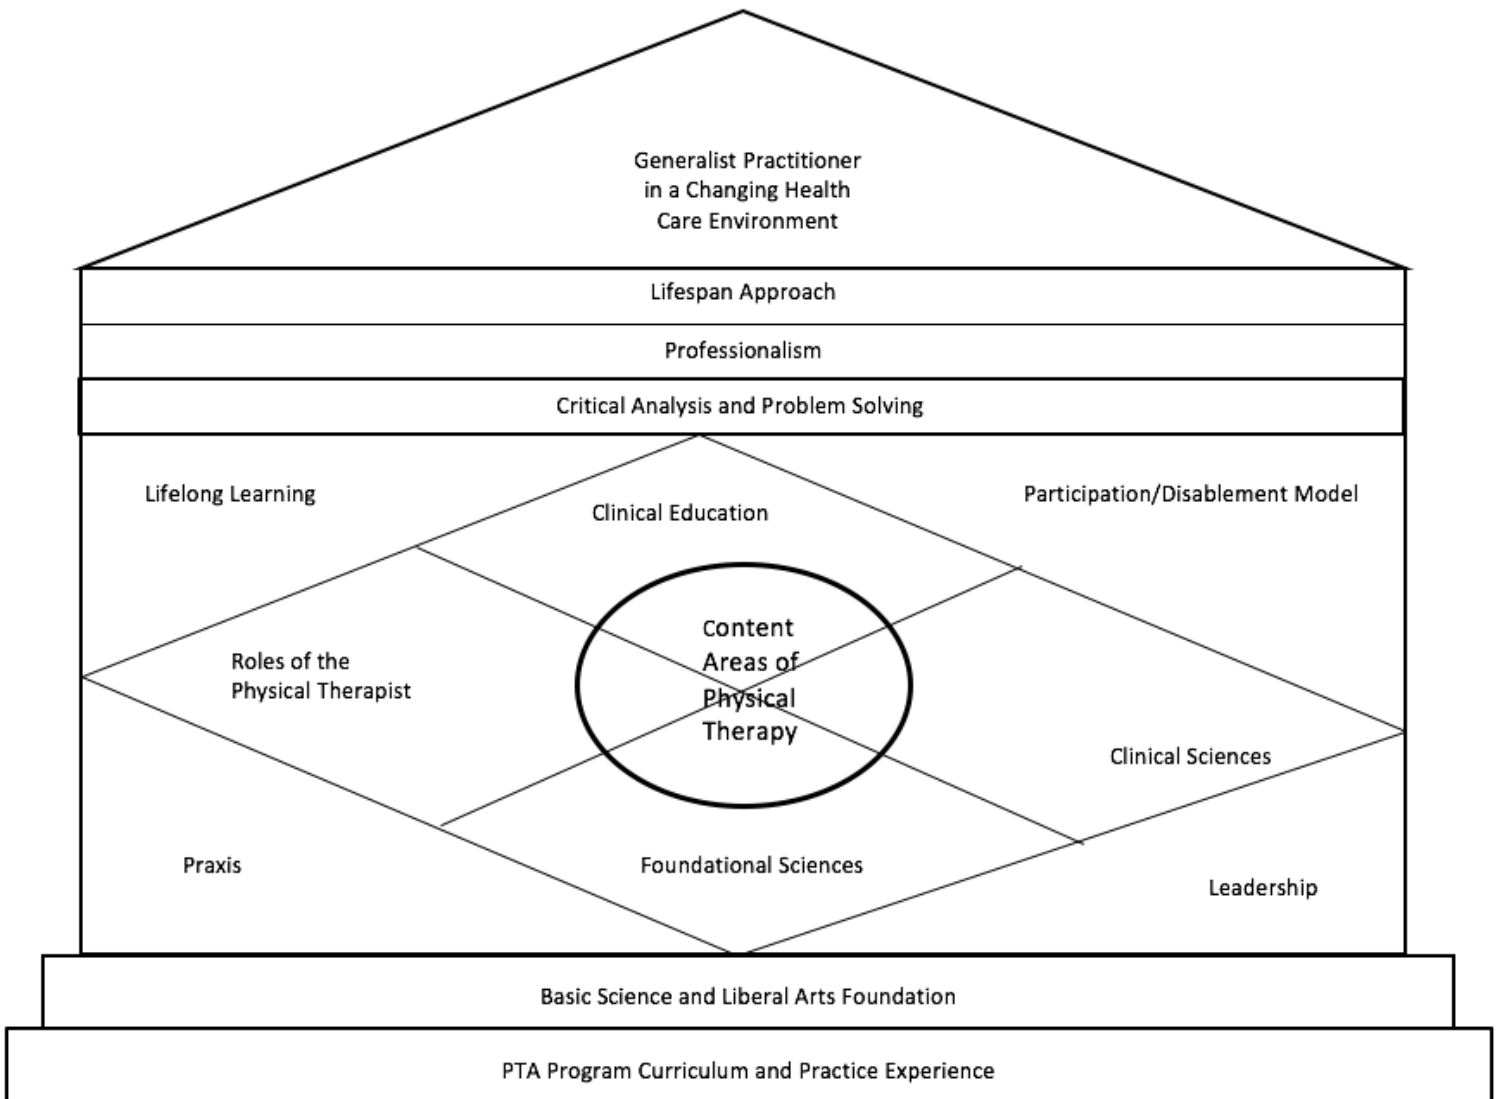 Generalist Practitioner
in a Changing Health
Care Environment
Lifespan Approach
Professionalism
Critical Analysis and Problem Solving
Lifelong Learning
Participation/Disablement Model
Clinical Education
Content
Areas of
Physical
Therapy
Roles of the
Physical Therapist
Clinical Sciences
Praxis
Foundational Sciences
Leadership
Basic Science and Liberal Arts Foundation
PTA Program Curriculum and Practice Experience